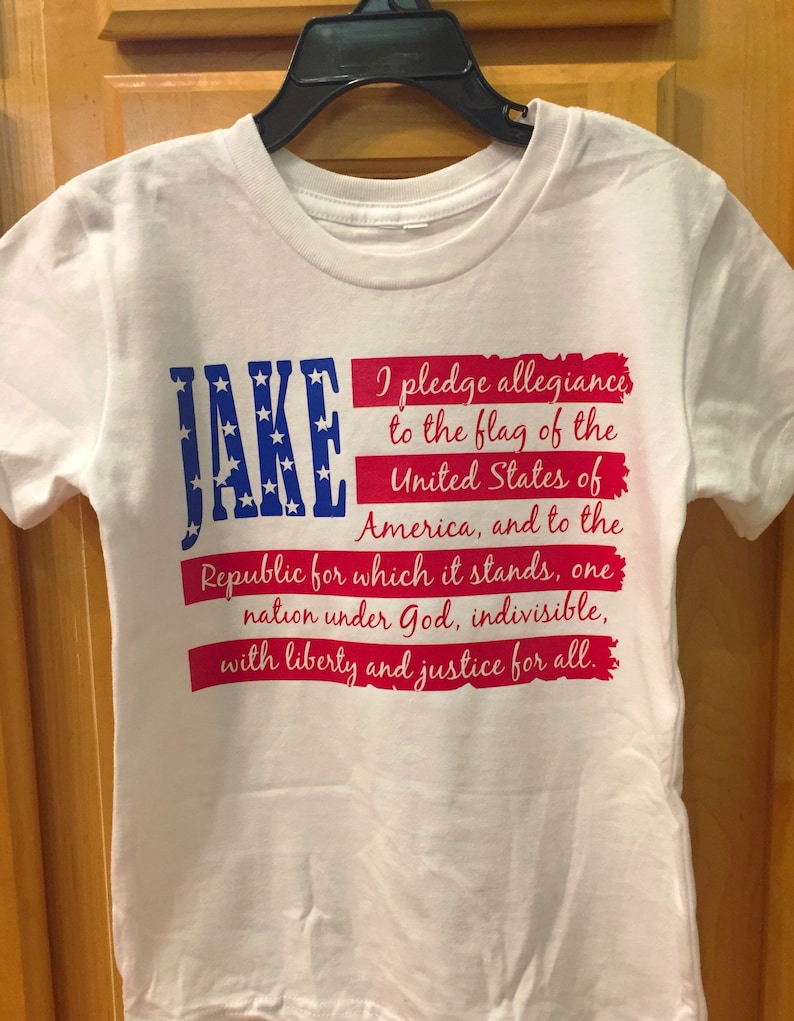 JAKE
I pledge allegiance
to the flag of the
United States of
America, and to the
Republic for which it stands, one
nation under God, indivisible,
with liberty and justice for all.